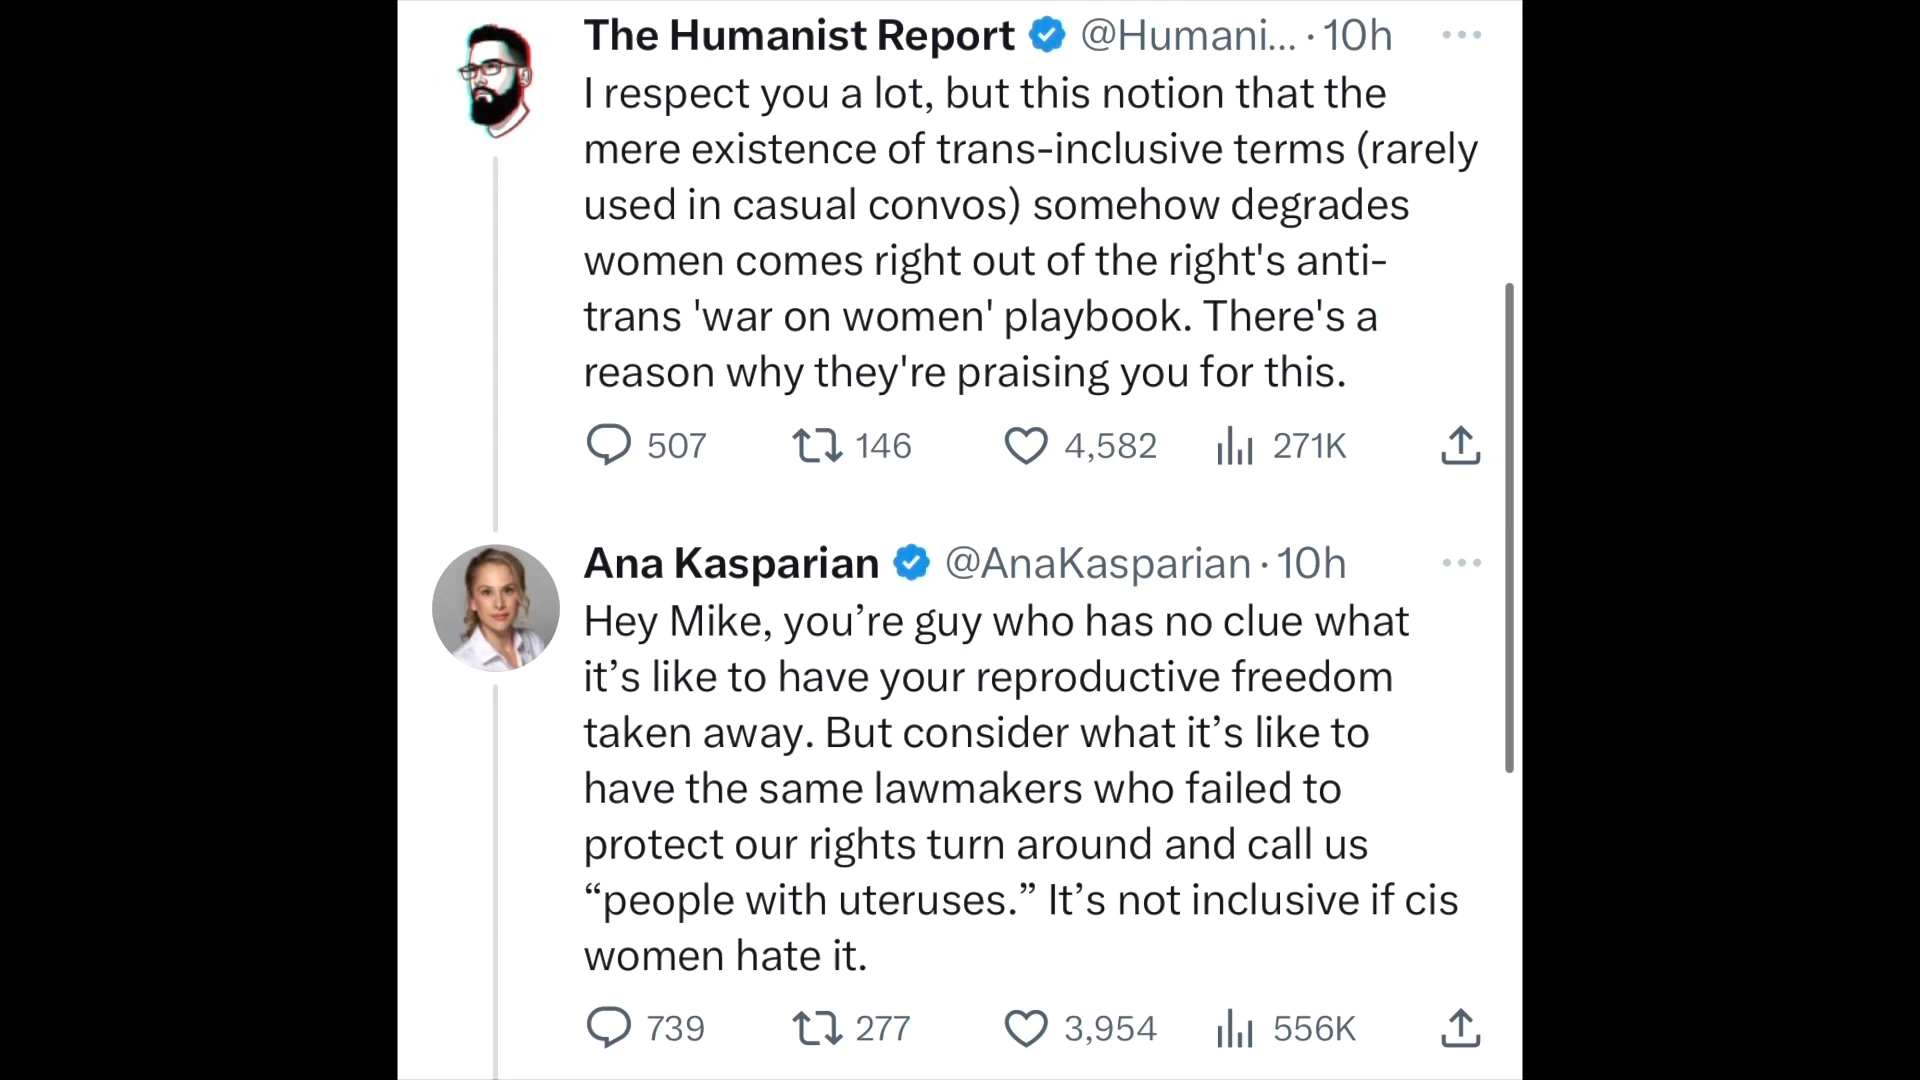 The Humanist Report @Humani... · 10h
I respect you a lot, but this notion that the
mere existence of trans-inclusive terms (rarely
used in casual convos) somehow degrades
women comes right out of the right's anti-
trans 'war on women' playbook. There's a
reason why they're praising you for this.
507 146 4,582 271K
Ana Kasparian @AnaKasparian · 10h
Hey Mike, you’re guy who has no clue what
it’s like to have your reproductive freedom
taken away. But consider what it’s like to
have the same lawmakers who failed to
protect our rights turn around and call us
“people with uteruses.” It’s not inclusive if cis
women hate it.
739 277 3,954 556K